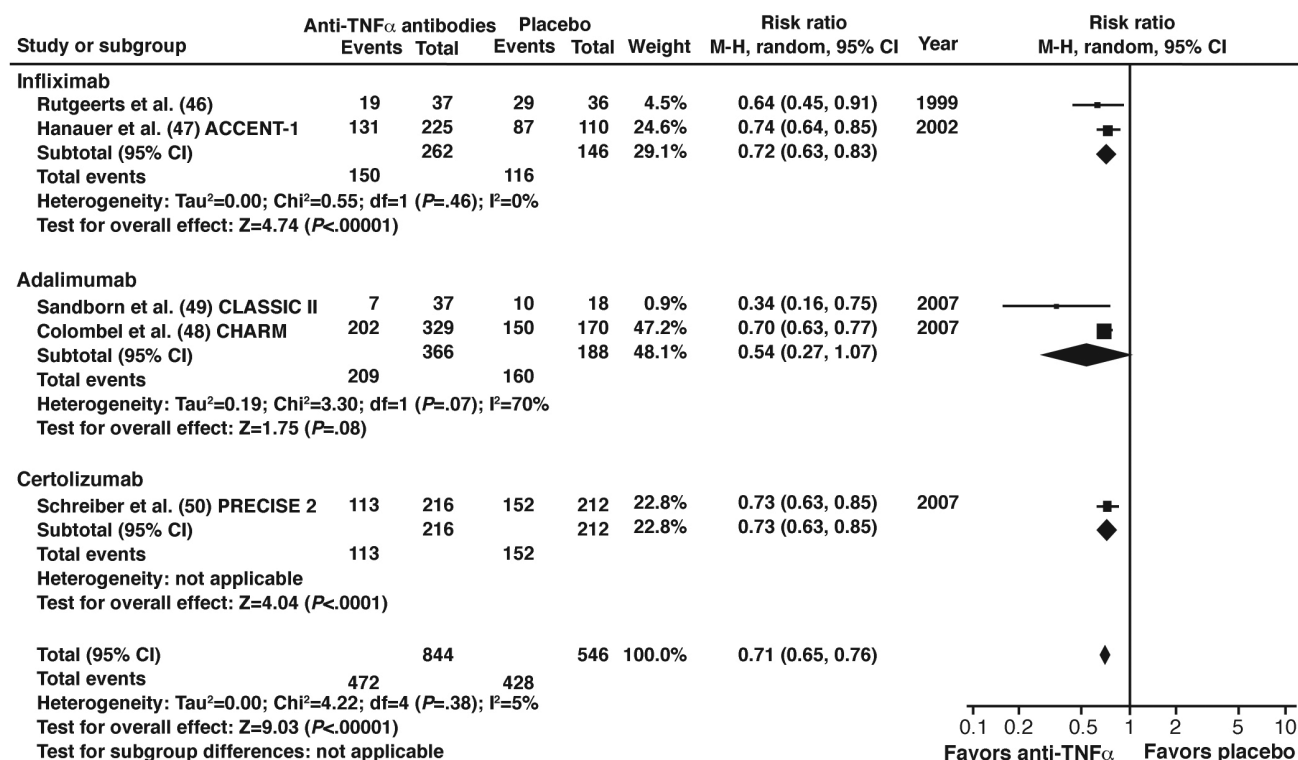 Anti-TNFα antibodies Placebo Risk ratio Risk ratio
Study or subgroup Events Total Events Total Weight M-H, random, 95% CI Year M-H, random, 95% CI
Infliximab
Rutgeerts et al. (46) 19 37 29 36 4.5% 0.64 (0.45, 0.91) 1999
Hanauer et al. (47) ACCENT-1 131 225 87 110 24.6% 0.74 (0.64, 0.85) 2002
Subtotal (95% CI) 262 146 29.1% 0.72 (0.63, 0.83)
Total events 150 116
Heterogeneity: Tau²=0.00; Chi²=0.55; df=1 (P=.46); I²=0%
Test for overall effect: Z=4.74 (P<.00001)
Adalimumab
Sandborn et al. (49) CLASSIC II 7 37 10 18 0.9% 0.34 (0.16, 0.75) 2007
Colombel et al. (48) CHARM 202 329 150 170 47.2% 0.70 (0.63, 0.77) 2007
Subtotal (95% CI) 366 188 48.1% 0.54 (0.27, 1.07)
Total events 209 160
Heterogeneity: Tau²=0.19; Chi²=3.30; df=1 (P=.07); I²=70%
Test for overall effect: Z=1.75 (P=.08)
Certolizumab
Schreiber et al. (50) PRECISE 2 113 216 152 212 22.8% 0.73 (0.63, 0.85) 2007
Subtotal (95% CI) 216 212 22.8% 0.73 (0.63, 0.85)
Total events 113 152
Heterogeneity: not applicable
Test for overall effect: Z=4.04 (P<.0001)
Total (95% CI) 844 546 100.0% 0.71 (0.65, 0.76)
Total events 472 428
Heterogeneity: Tau²=0.00; Chi²=4.22; df=4 (P=.38); I²=5%
Test for overall effect: Z=9.03 (P<.00001)
Test for subgroup differences: not applicable
0.1 0.2 0.5 1 2 5 10
Favors anti-TNFα Favors placebo